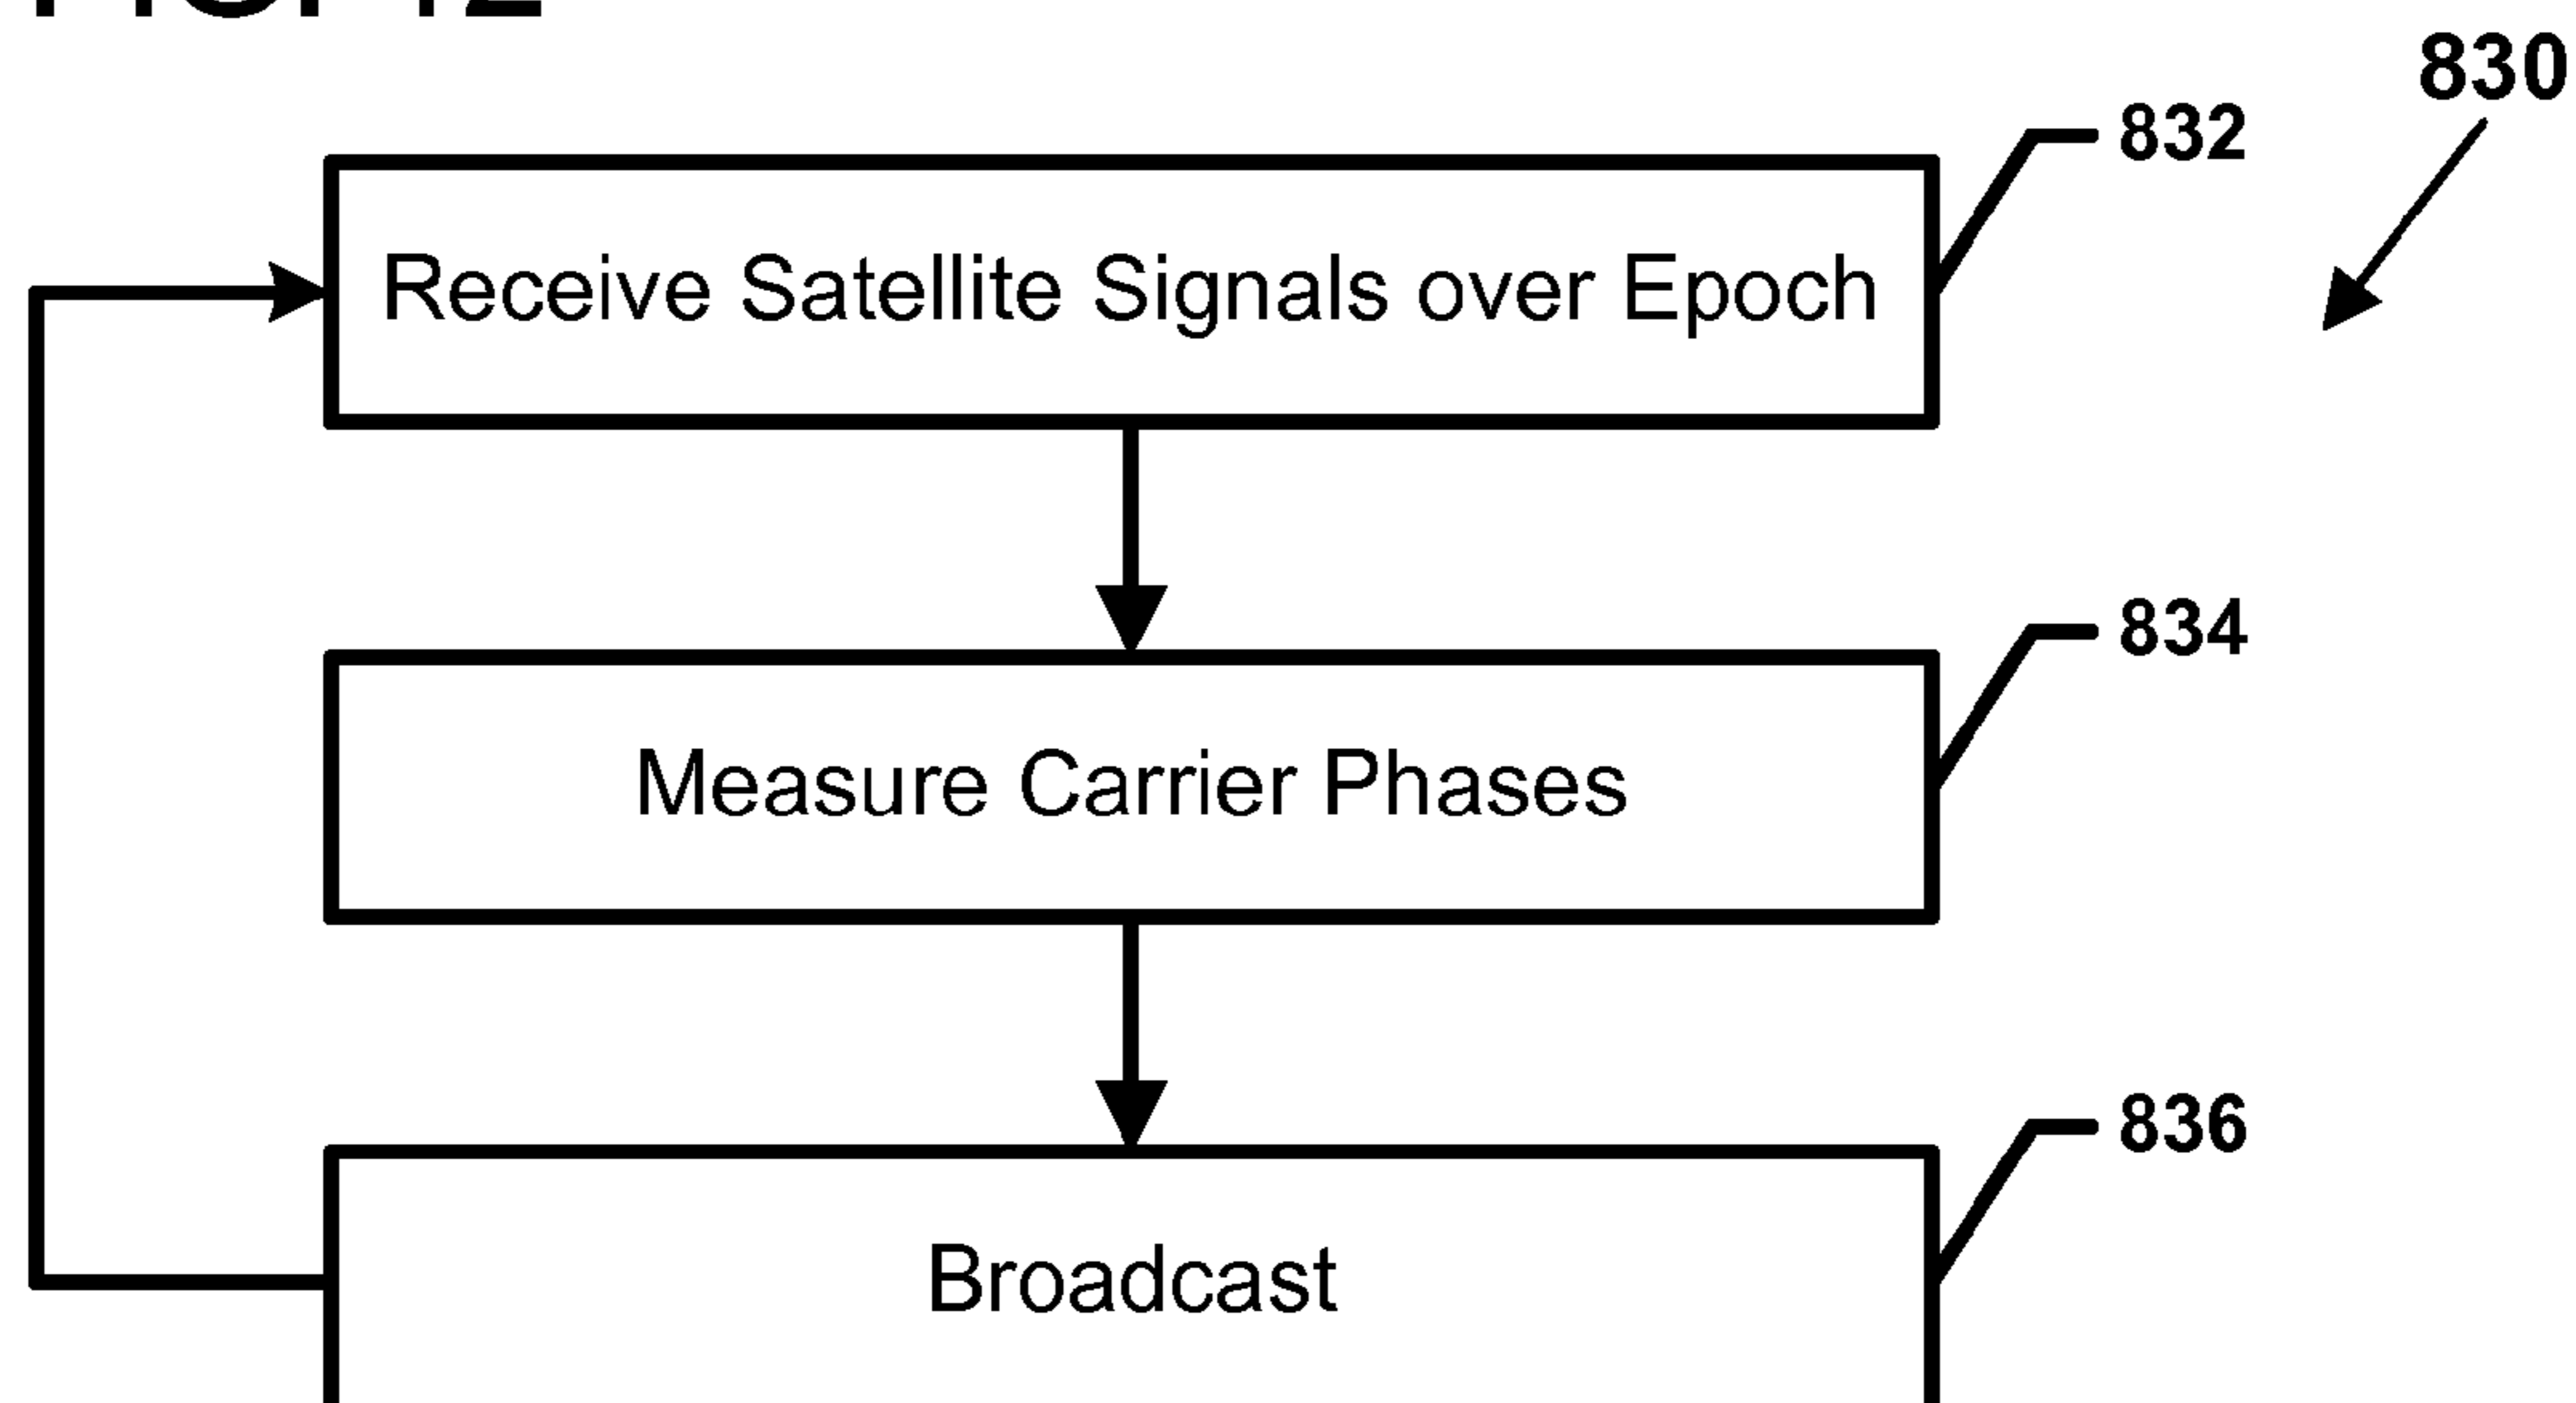 830
832
Receive Satellite Signals over Epoch
834
Measure Carrier Phases
836
Broadcast